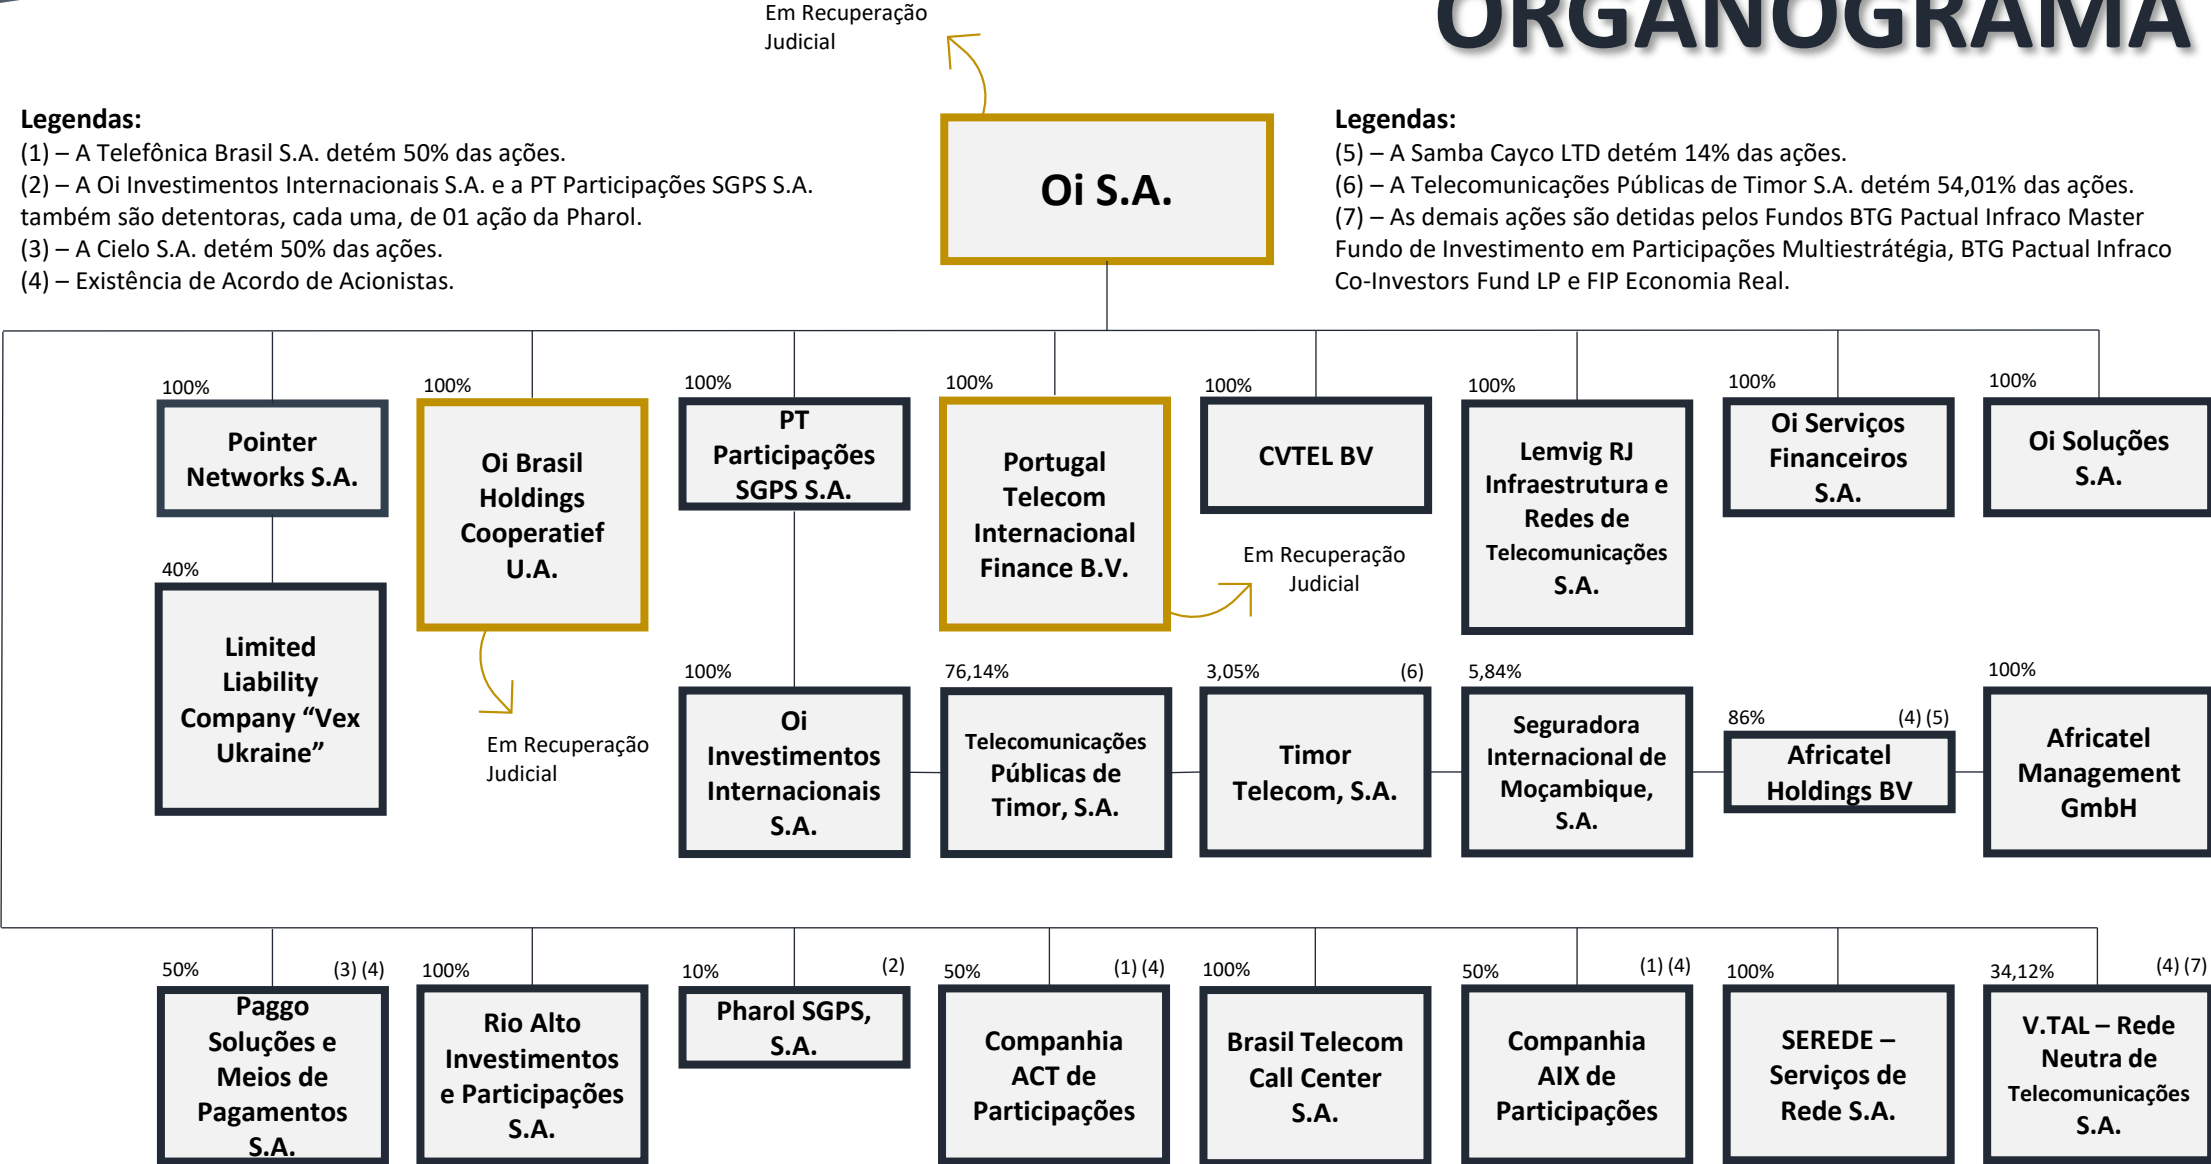 ORGANOGRAMA
Em Recuperação
Judicial
Legendas:
(1) – A Telefônica Brasil S.A. detém 50% das ações.
(2) – A Oi Investimentos Internacionais S.A. e a PT Participações SGPS S.A.
também são detentoras, cada uma, de 01 ação da Pharol.
(3) – A Cielo S.A. detém 50% das ações.
(4) – Existência de Acordo de Acionistas.
Oi S.A.
Legendas:
(5) – A Samba Cayco LTD detém 14% das ações.
(6) – A Telecomunicações Públicas de Timor S.A. detém 54,01% das ações.
(7) – As demais ações são detidas pelos Fundos BTG Pactual Infraco Master
Fundo de Investimento em Participações Multiestrátégia, BTG Pactual Infraco
Co-Investors Fund LP e FIP Economia Real.
100%
Pointer
Networks S.A.
100%
Oi Brasil
Holdings
Cooperatief
U.A.
100%
PT
Participações
SGPS S.A.
100%
Portugal
Telecom
Internacional
Finance B.V.
100%
CVTEL BV
100%
Lemvig RJ
Infraestrutura e
Redes de
Telecomunicações
S.A.
100%
Oi Serviços
Financeiros
S.A.
100%
Oi Soluções
S.A.
Em Recuperação
Judicial
40%
Limited
Liability
Company “Vex
Ukraine”
Em Recuperação
Judicial
100%
Oi
Investimentos
Internacionais
S.A.
76,14%
Telecomunicações
Públicas de
Timor, S.A.
3,05% (6)
Timor
Telecom, S.A.
5,84%
Seguradora
Internacional de
Moçambique,
S.A.
86% (4) (5)
Africatel
Holdings BV
100%
Africatel
Management
GmbH
50% (3) (4)
Paggo
Soluções e
Meios de
Pagamentos
S.A.
100%
Rio Alto
Investimentos
e Participações
S.A.
10% (2)
Pharol SGPS,
S.A.
50% (1) (4)
Companhia
ACT de
Participações
100%
Brasil Telecom
Call Center
S.A.
50% (1) (4)
Companhia
AIX de
Participações
100%
SEREDE –
Serviços de
Rede S.A.
34,12% (4) (7)
V.TAL – Rede
Neutra de
Telecomunicações
S.A.